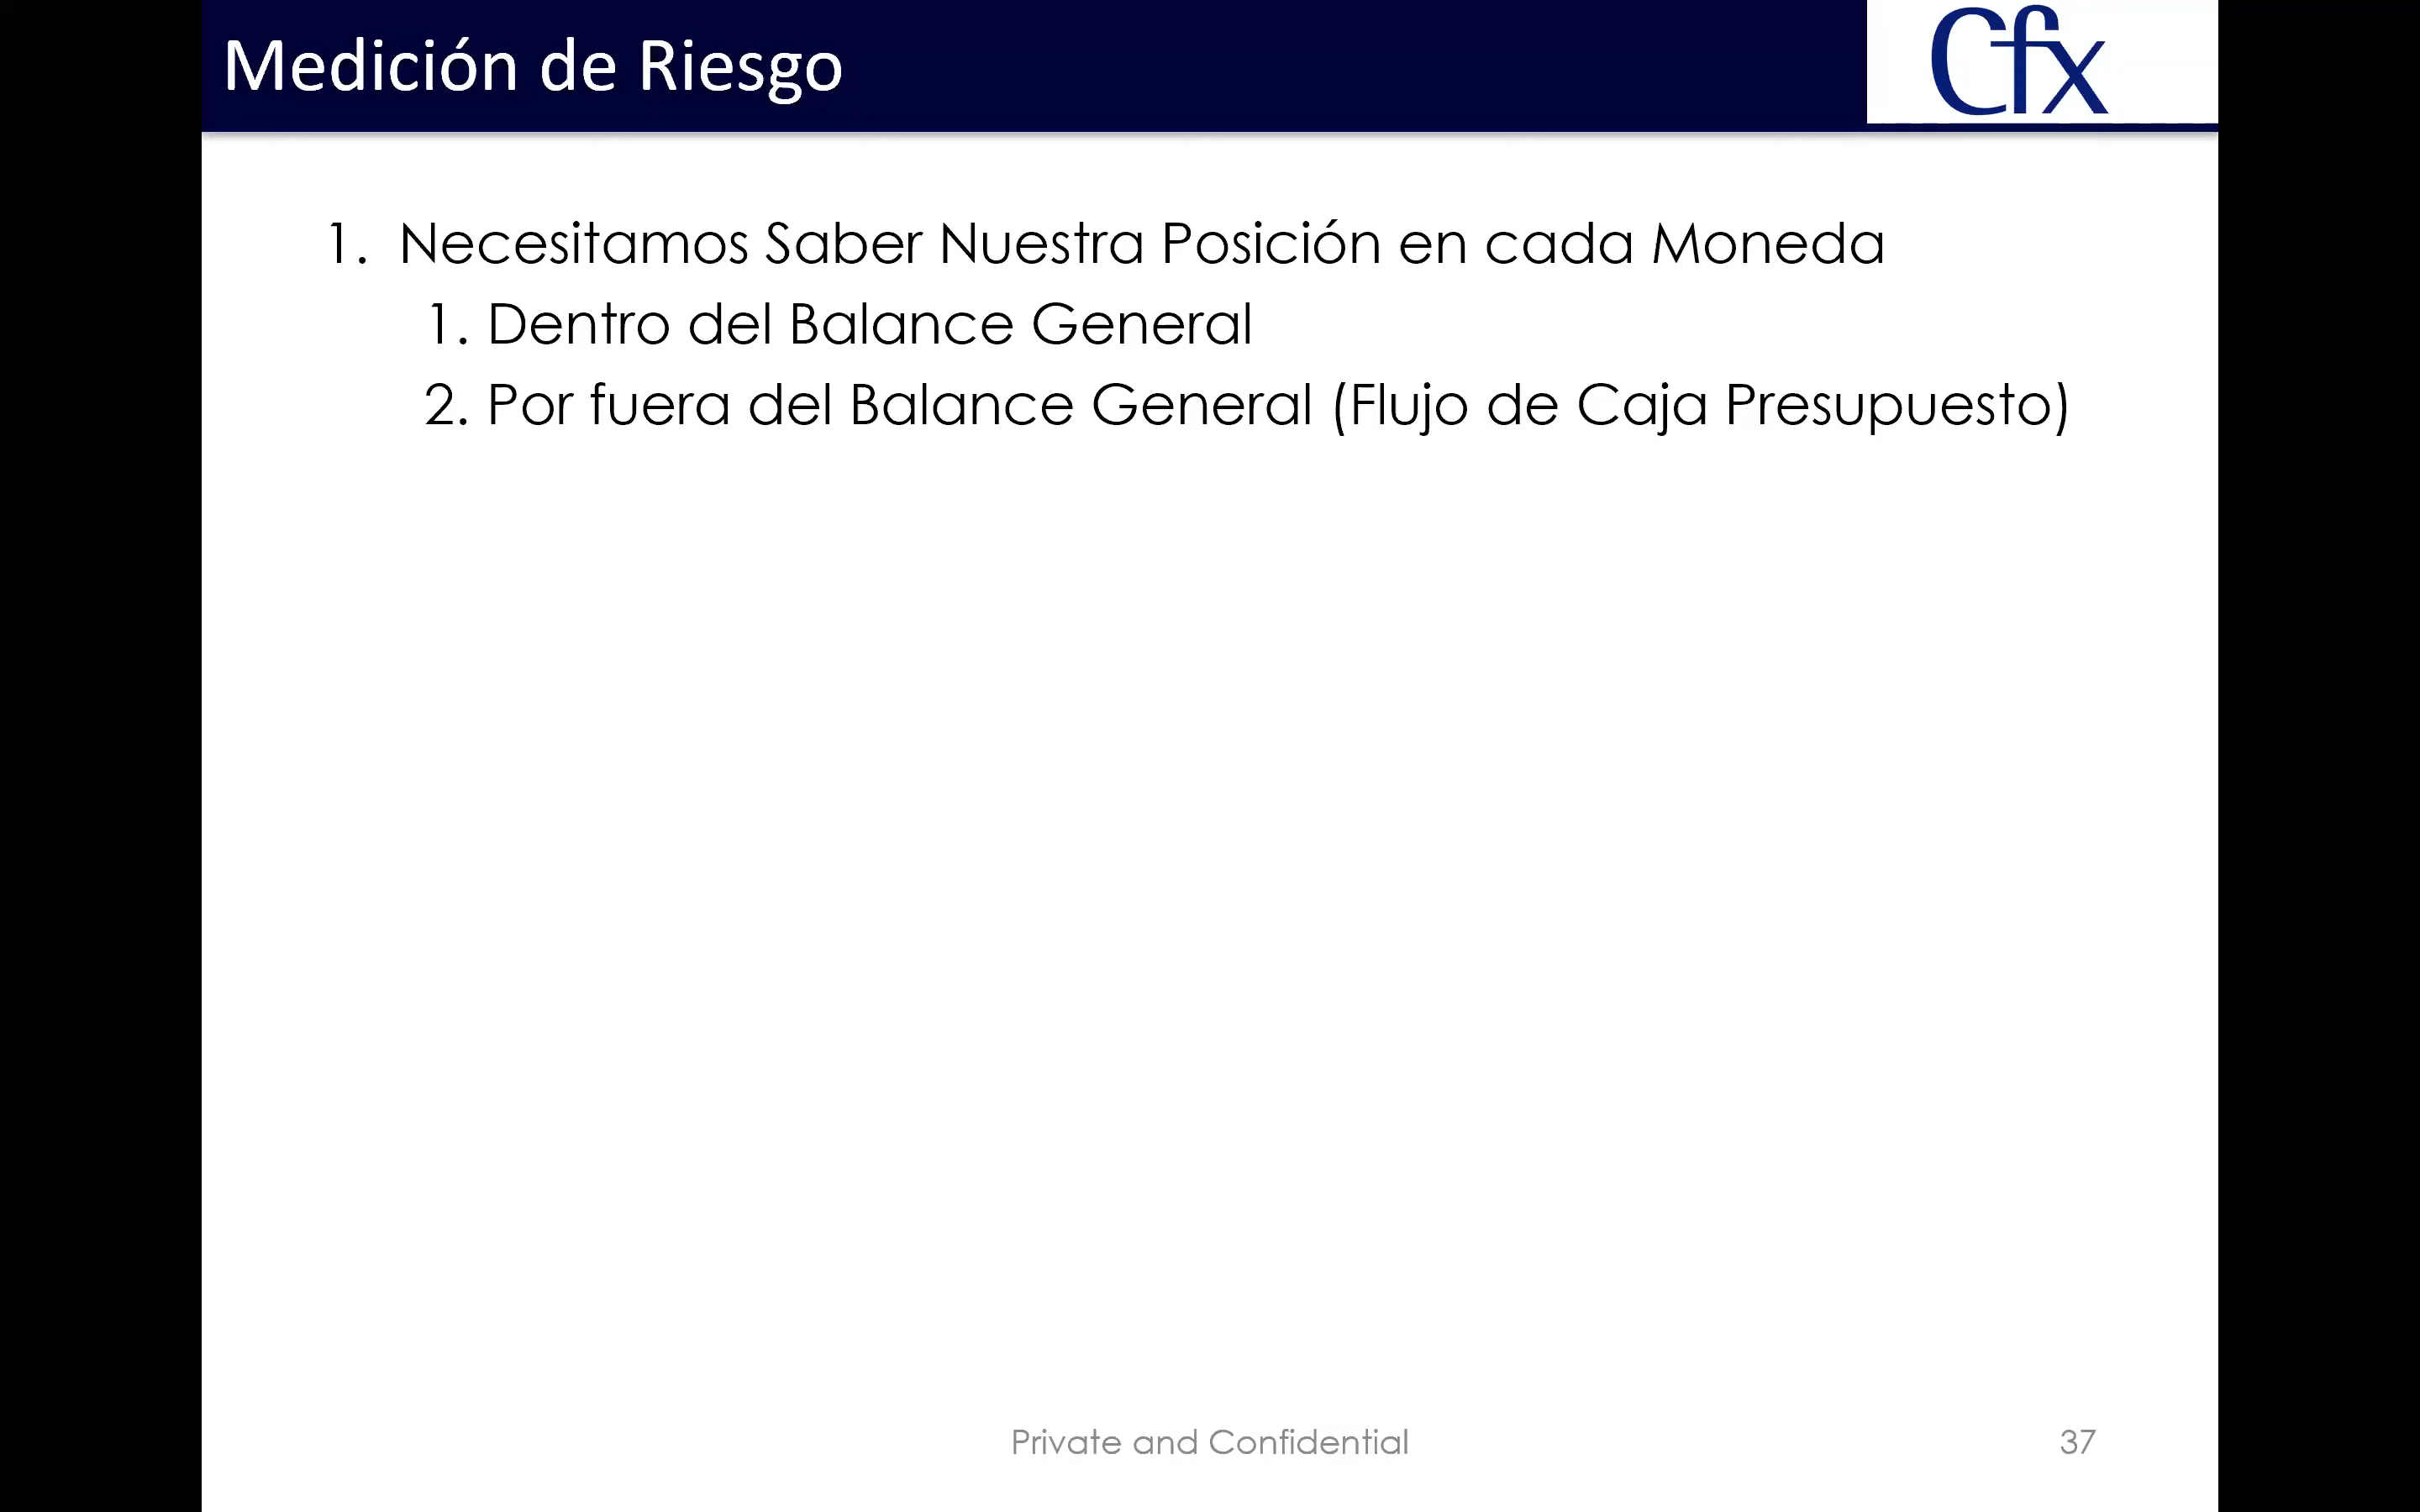 Medición de Riesgo
Cfx
1. Necesitamos Saber Nuestra Posición en cada Moneda
1. Dentro del Balance General
2. Por fuera del Balance General (Flujo de Caja Presupuesto)
Private and Confidential
37